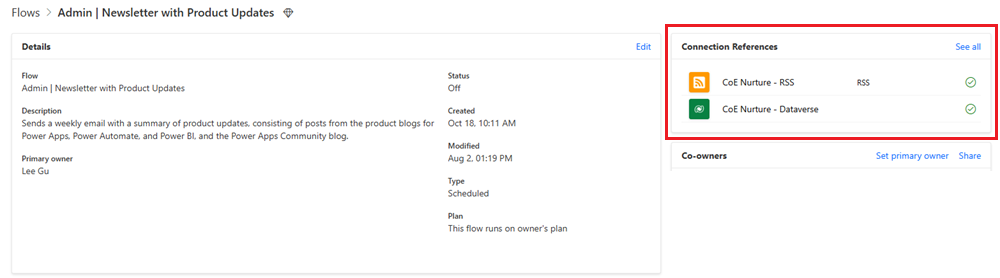 Flows > Admin | Newsletter with Product Updates
Details
Edit
Flow
Admin | Newsletter with Product Updates
Description
Sends a weekly email with a summary of product updates, consisting of posts from the product blogs for
Power Apps, Power Automate, and Power BI, and the Power Apps Community blog.
Primary owner
Lee Gu
Status
Off
Created
Oct 18, 10:11 AM
Modified
Aug 2, 01:19 PM
Type
Scheduled
Plan
This flow runs on owner's plan
Connection References
See all
CoE Nurture - RSS
RSS
CoE Nurture - Dataverse
Co-owners
Set primary owner
Share